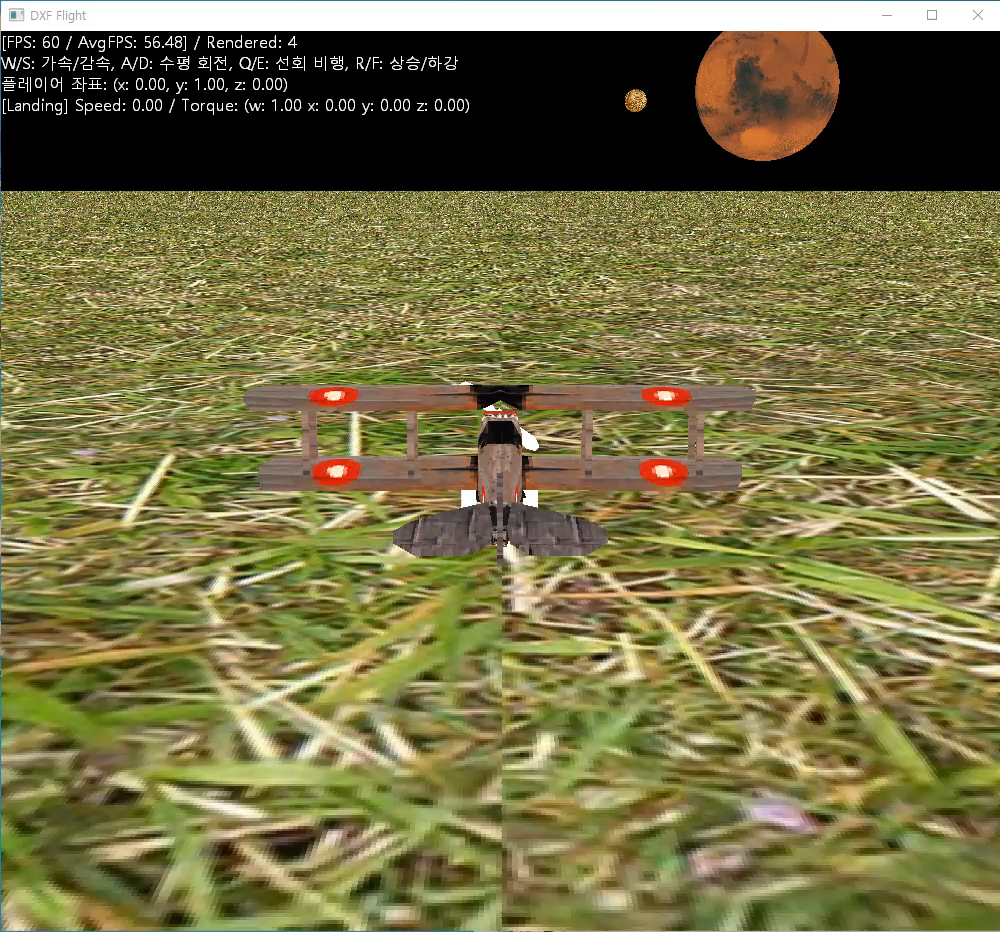 DXF Flight
[FPS: 60 / AvgFPS: 56.48] / Rendered: 4
W/S: 가속/감속, A/D: 수평 회전, Q/E: 선회 비행, R/F: 상승/하강
플레이어 좌표: (x: 0.00, y: 1.00, z: 0.00)
[Landing] Speed: 0.00 / Torque: (w: 1.00 x: 0.00 y: 0.00 z: 0.00)